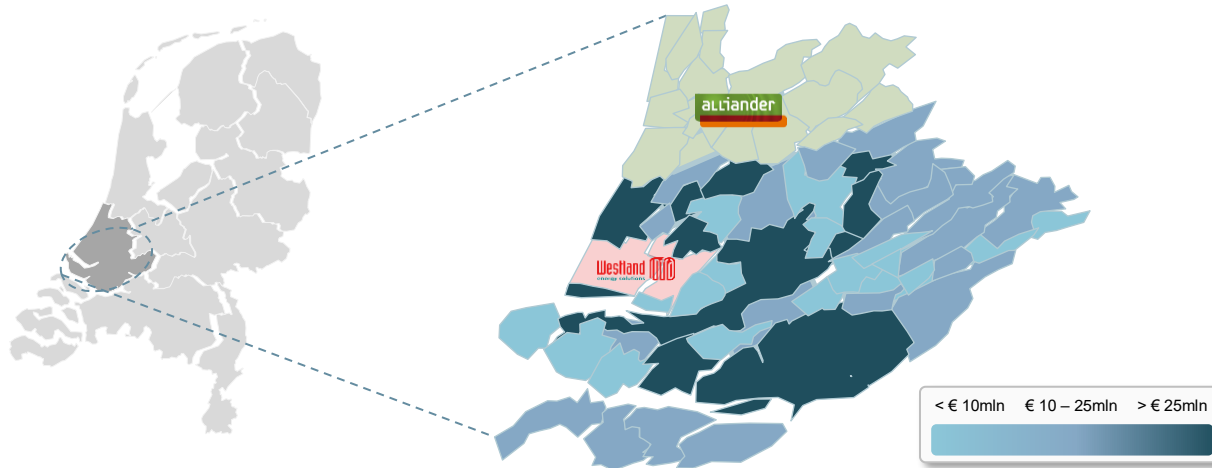 alliander
Westland
energy solutions
< € 10mln € 10 – 25mln > € 25mln